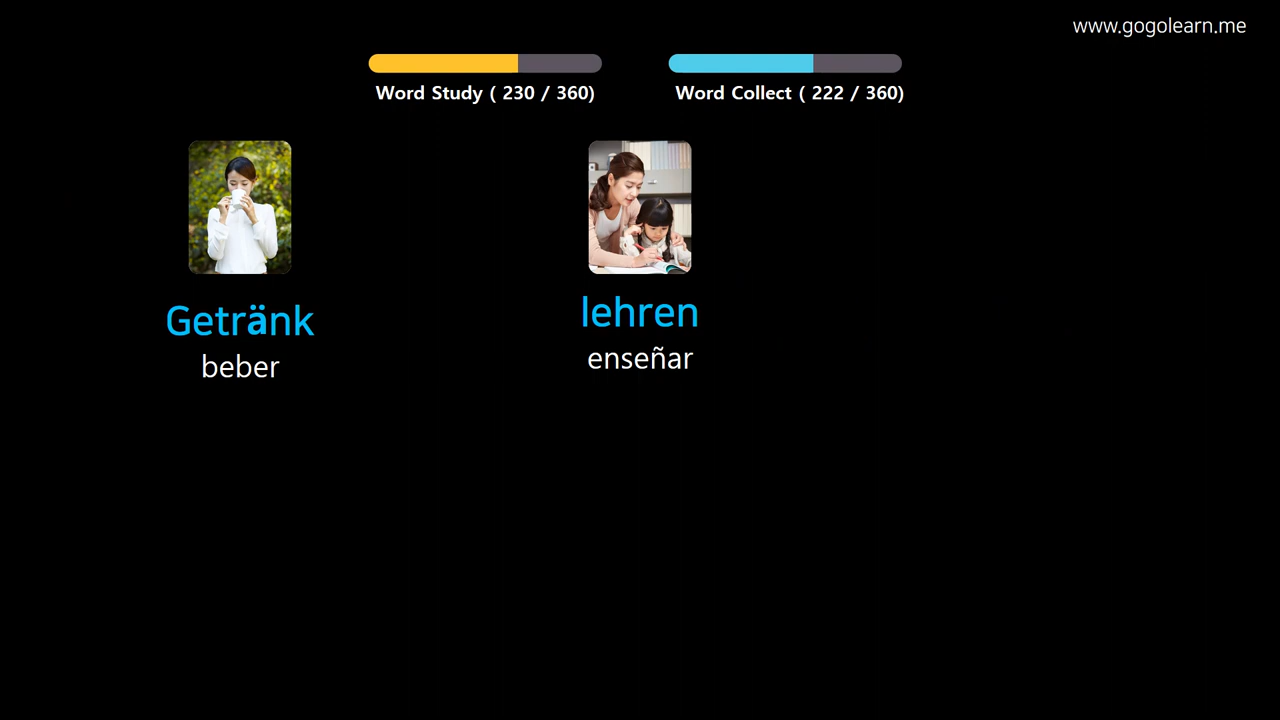 www.gogolearn.me
Word Study ( 230 / 360)
Word Collect ( 222 / 360)
Getränk
beber
lehren
enseñar